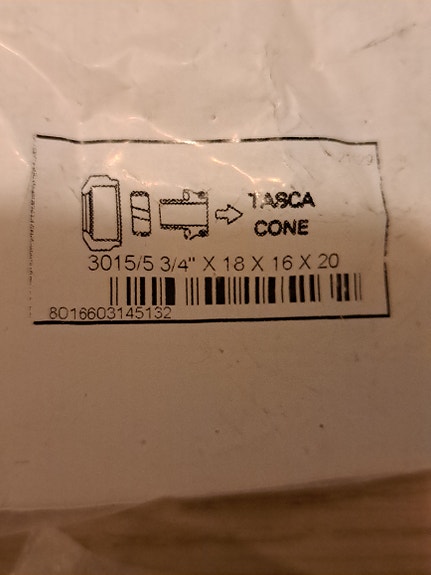 TASCA
CONE
3015/5 3/4" X 18 X 16 X 20
8016603145132